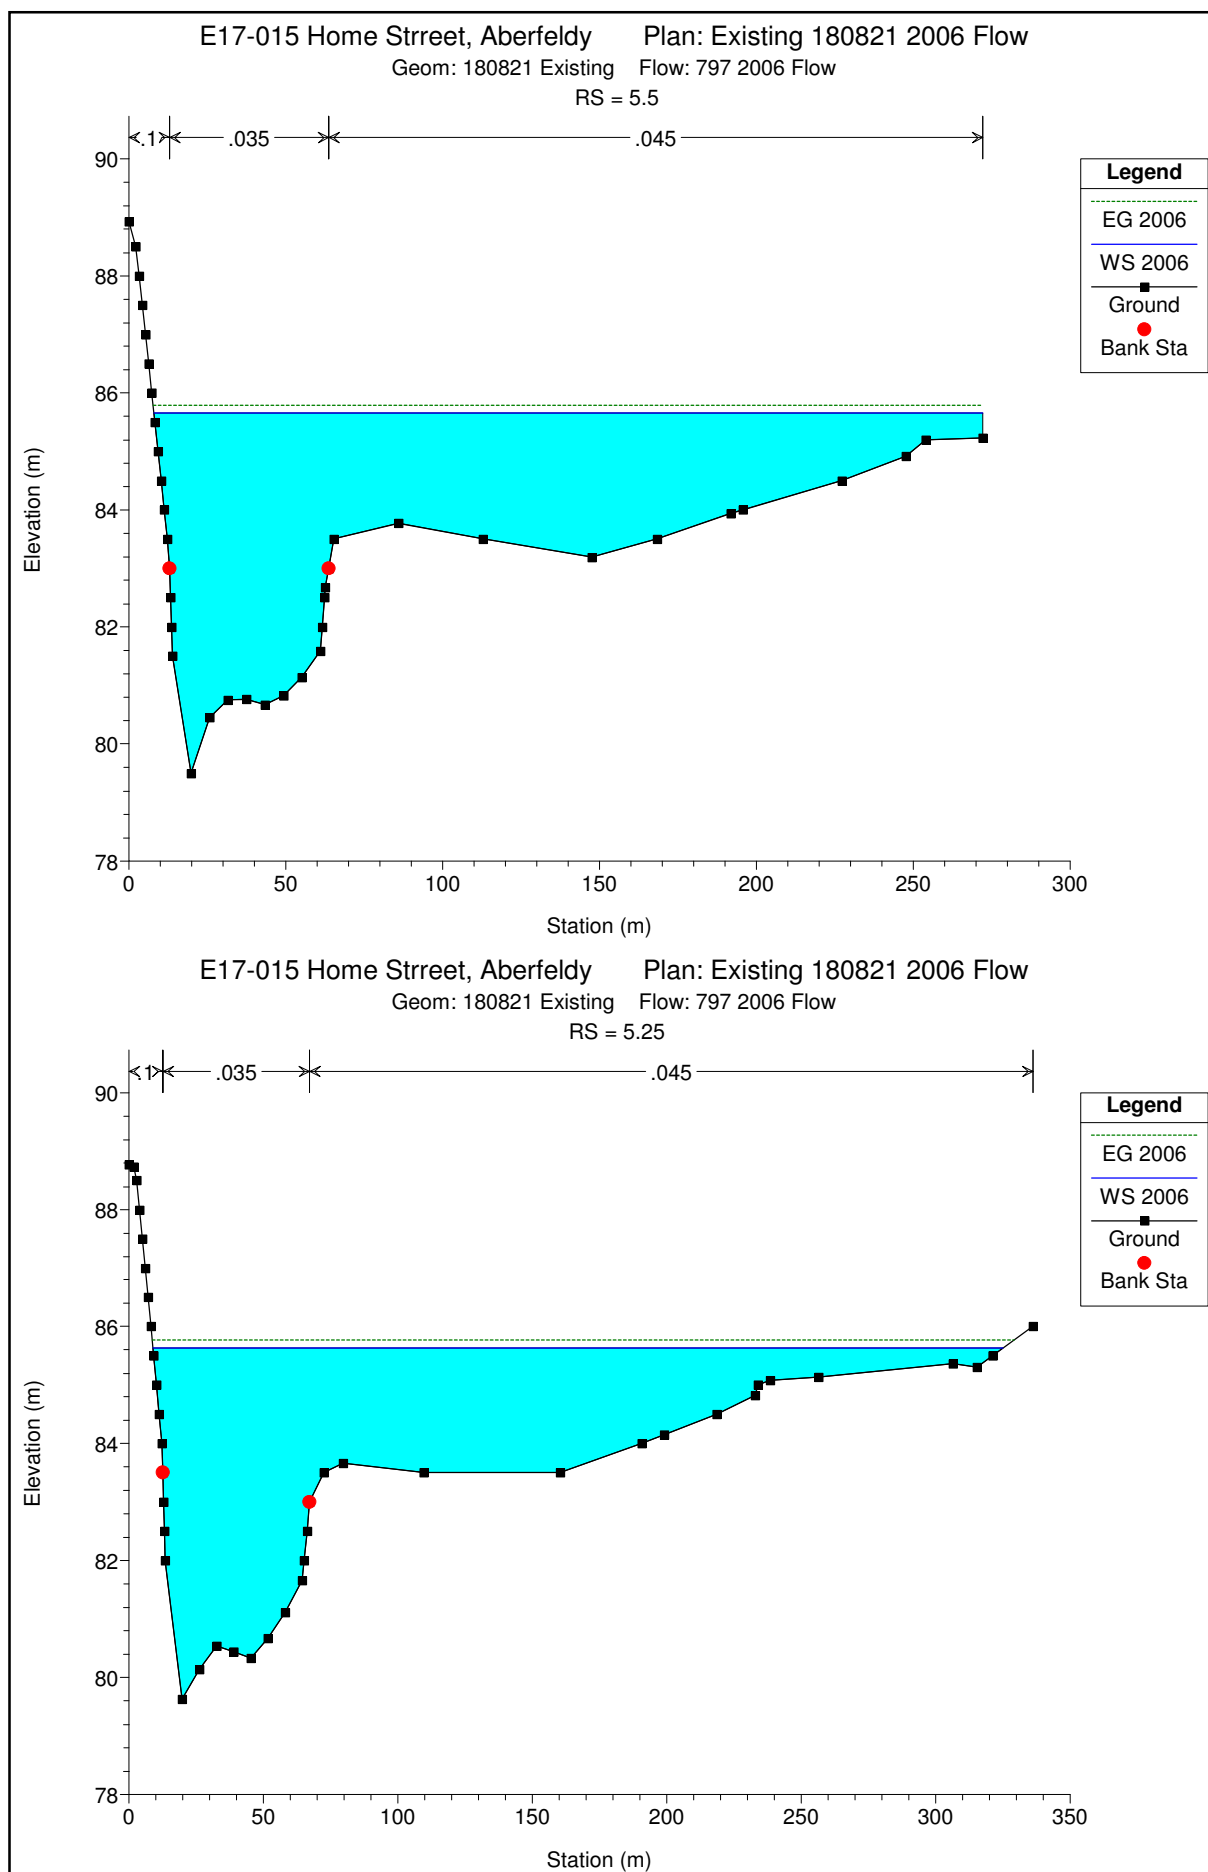 E17-015 Home Strreet, Aberfeldy Plan: Existing 180821 2006 Flow
Geom: 180821 Existing Flow: 797 2006 Flow
RS = 5.5
.1 .035 .045
90
88
86
84
82
80
78
Elevation (m)
0 50 100 150 200 250 300
Station (m)
Legend
EG 2006
WS 2006
Ground
Bank Sta
E17-015 Home Strreet, Aberfeldy Plan: Existing 180821 2006 Flow
Geom: 180821 Existing Flow: 797 2006 Flow
RS = 5.25
.1 .035 .045
90
88
86
84
82
80
78
Elevation (m)
0 50 100 150 200 250 300 350
Station (m)
Legend
EG 2006
WS 2006
Ground
Bank Sta